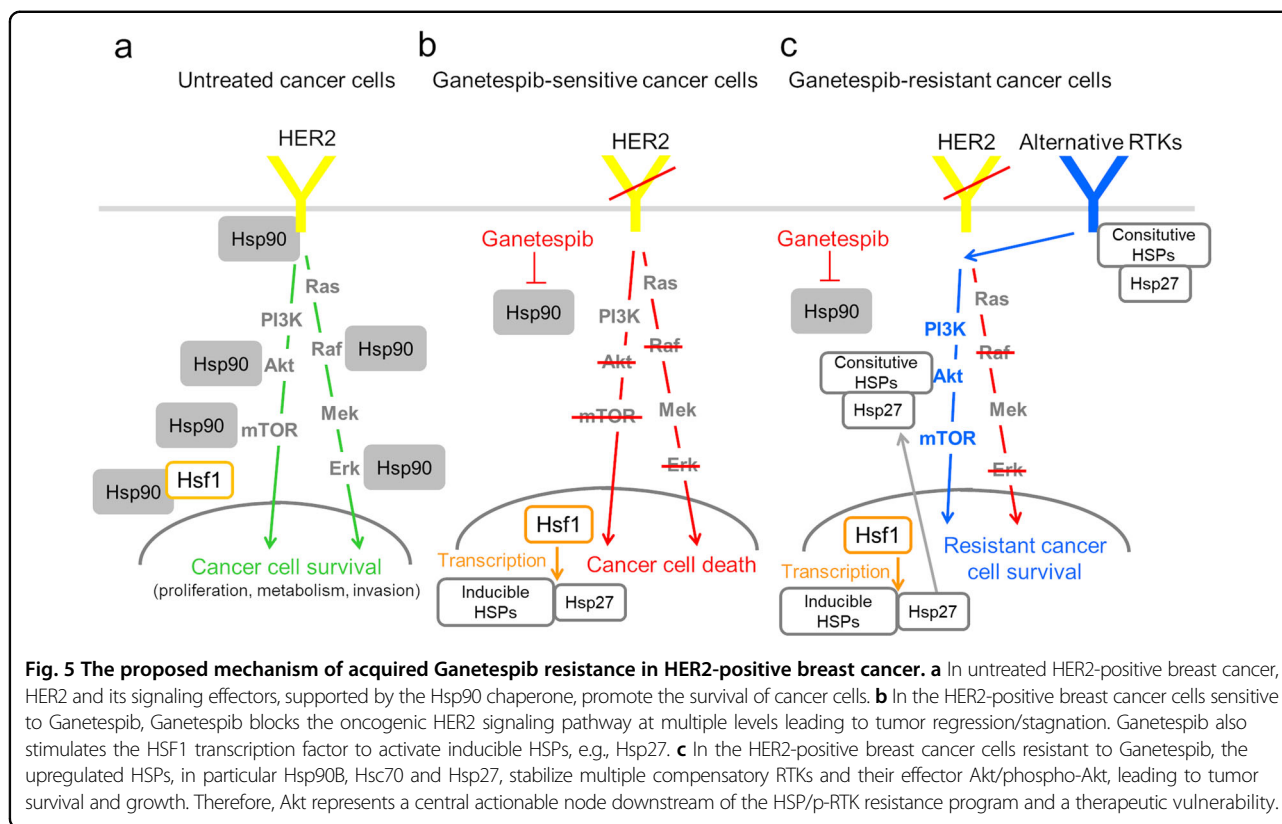 a
Untreated cancer cells
HER2
Hsp90
Ras
PI3K
Raf
Hsp90
Hsp90
Akt
Hsp90
mTOR
Mek
Erk
Hsp90
Hsp90
Hsf1
Cancer cell survival
(proliferation, metabolism, invasion)
b
Ganetespib-sensitive cancer cells
HER2
Ganetespib
Hsp90
Ras
PI3K
Raf
Akt
mTOR
Mek
Erk
Hsf1
Transcription
Cancer cell death
Inducible
HSPs
Hsp27
c
Ganetespib-resistant cancer cells
HER2
Alternative RTKs
Ganetespib
Hsp90
Consitutive
HSPs
Hsp27
Ras
PI3K
Raf
Consitutive
HSPs
Hsp27
Akt
mTOR
Mek
Erk
Hsf1
Transcription
Resistant cancer
cell survival
Inducible
HSPs
Hsp27
Fig. 5 The proposed mechanism of acquired Ganetespib resistance in HER2-positive breast cancer. a In untreated HER2-positive breast cancer,
HER2 and its signaling effectors, supported by the Hsp90 chaperone, promote the survival of cancer cells. b In the HER2-positive breast cancer cells sensitive
to Ganetespib, Ganetespib blocks the oncogenic HER2 signaling pathway at multiple levels leading to tumor regression/stagnation. Ganetespib also
stimulates the HSF1 transcription factor to activate inducible HSPs, e.g., Hsp27. c In the HER2-positive breast cancer cells resistant to Ganetespib, the
upregulated HSPs, in particular Hsp90B, Hsc70 and Hsp27, stabilize multiple compensatory RTKs and their effector Akt/phospho-Akt, leading to tumor
survival and growth. Therefore, Akt represents a central actionable node downstream of the HSP/p-RTK resistance program and a therapeutic vulnerability.